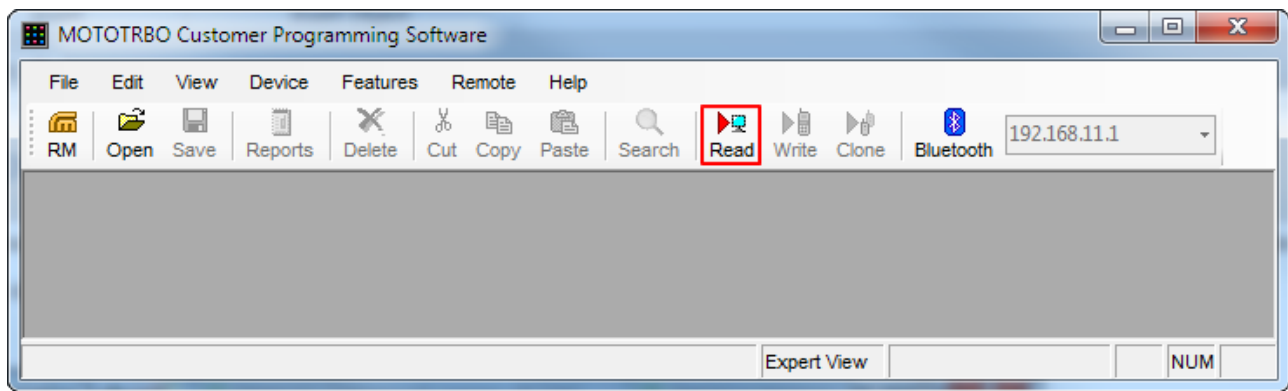 MOTOTRBO Customer Programming Software
File Edit View Device Features Remote Help
RM Open Save Reports Delete Cut Copy Paste Search Read Write Clone Bluetooth 192.168.11.1
Expert View NUM